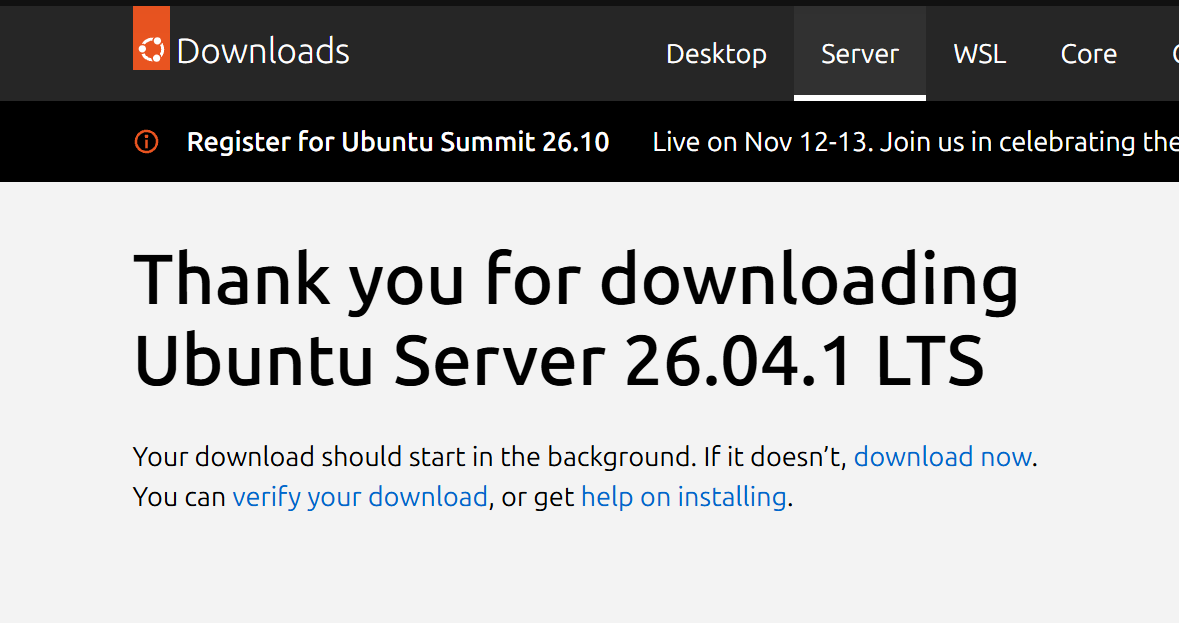 Downloads
Desktop Server WSL Core
Register for Ubuntu Summit 26.10 Live on Nov 12-13. Join us in celebrating the
Thank you for downloading
Ubuntu Server 26.04.1 LTS
Your download should start in the background. If it doesn’t, download now.
You can verify your download, or get help on installing.